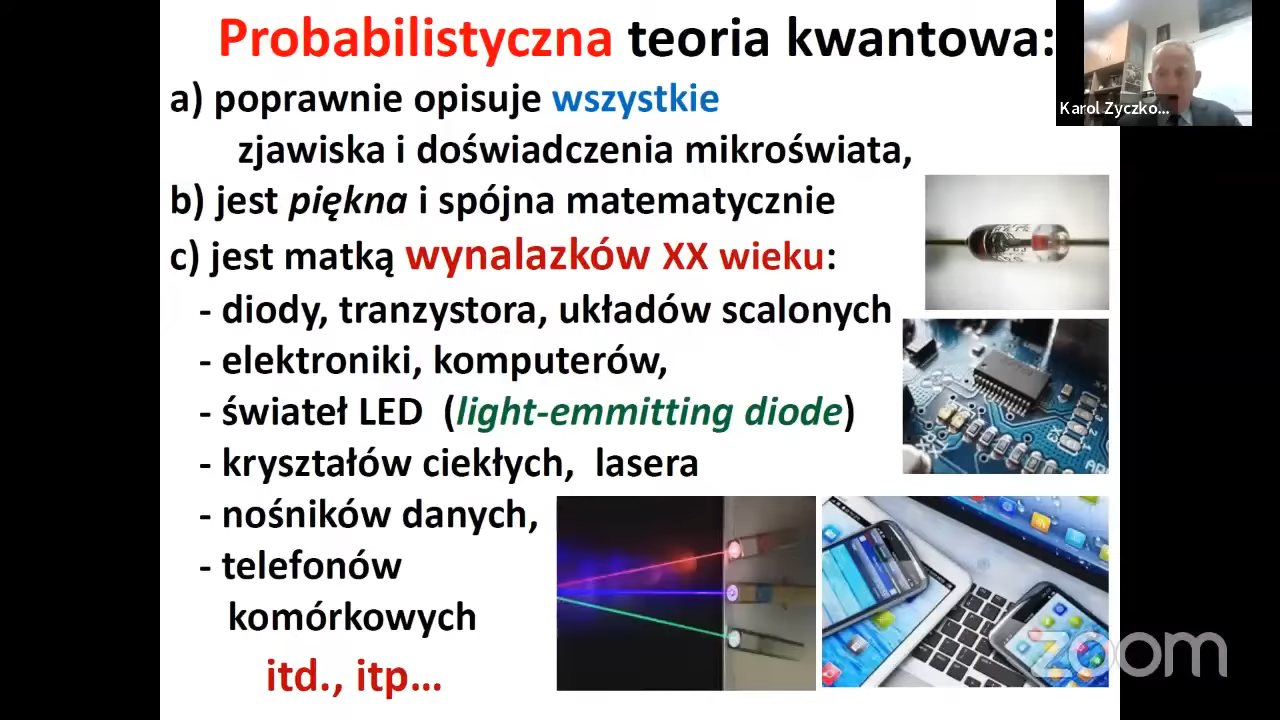 Probabilistyczna teoria kwantowa:
a) poprawnie opisuje wszystkie
zjawiska i doświadczenia mikroświata,
b) jest piękna i spójna matematycznie
c) jest matką wynalazków XX wieku:
- diody, tranzystora, układów scalonych
- elektroniki, komputerów,
- świateł LED (light-emmitting diode)
- kryształów ciekłych, lasera
- nośników danych,
- telefonów
komórkowych
itd., itp...
Karol Zyczko...
zoom